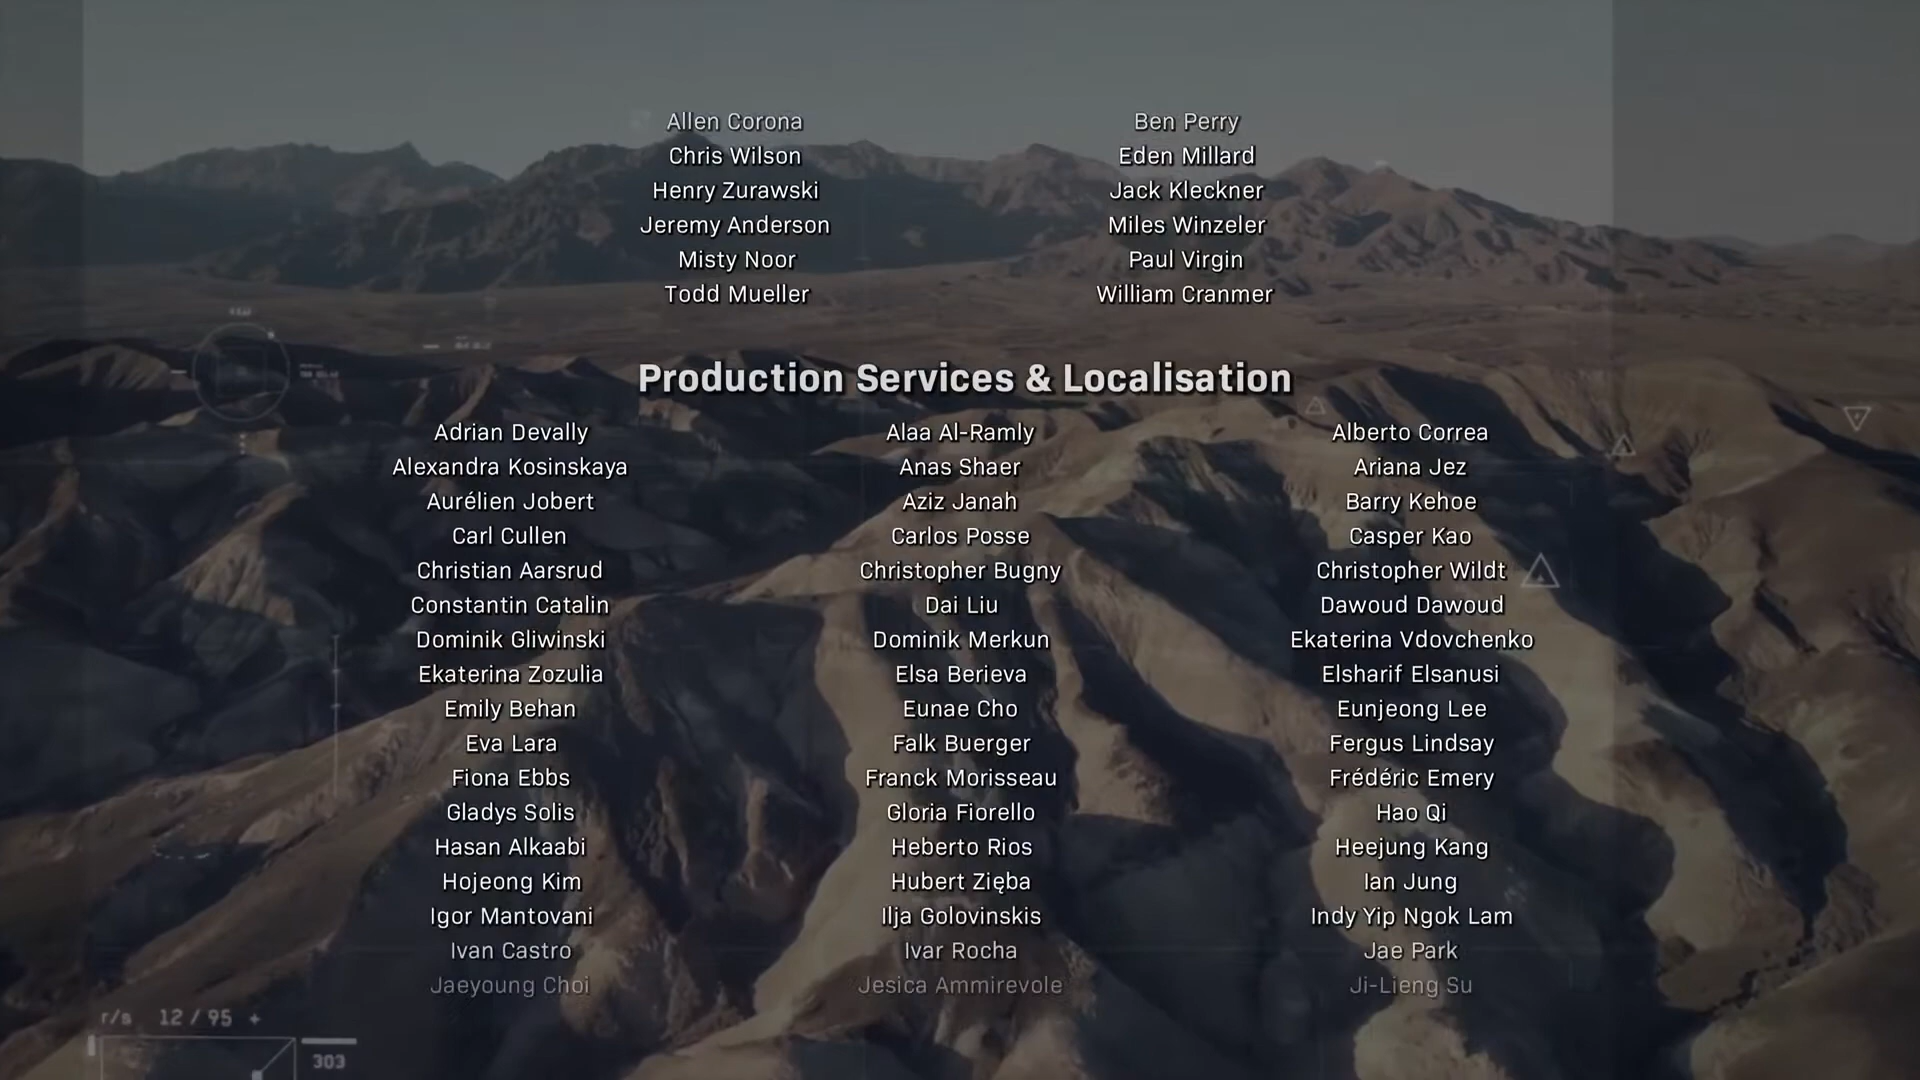 Allen Corona Ben Perry
Chris Wilson Eden Millard
Henry Zurawski Jack Kleckner
Jeremy Anderson Miles Winzeler
Misty Noor Paul Virgin
Todd Mueller William Cranmer
Production Services & Localisation
Adrian Devally Alaa Al-Ramly Alberto Correa
Alexandra Kosinskaya Anas Shaer Ariana Jez
Aurélien Jobert Aziz Janah Barry Kehoe
Carl Cullen Carlos Posse Casper Kao
Christian Aarsrud Christopher Bugny Christopher Wildt
Constantin Catalin Dai Liu Dawoud Dawoud
Dominik Gliwinski Dominik Merkun Ekaterina Vdovchenko
Ekaterina Zozulia Elsa Berieva Elsharif Elsanusi
Emily Behan Eunae Cho Eunjeong Lee
Eva Lara Falk Buerger Fergus Lindsay
Fiona Ebbs Franck Morisseau Frédéric Emery
Gladys Solis Gloria Fiorello Hao Qi
Hasan Alkaabi Heberto Rios Heejung Kang
Hojeong Kim Hubert Zięba Ian Jung
Igor Mantovani Ilja Golovinskis Indy Yip Ngok Lam
Ivan Castro Ivar Rocha Jae Park
Jaeyoung Choi Jesica Ammirevole Ji-Lieng Su
r/s 12 / 95 +
303